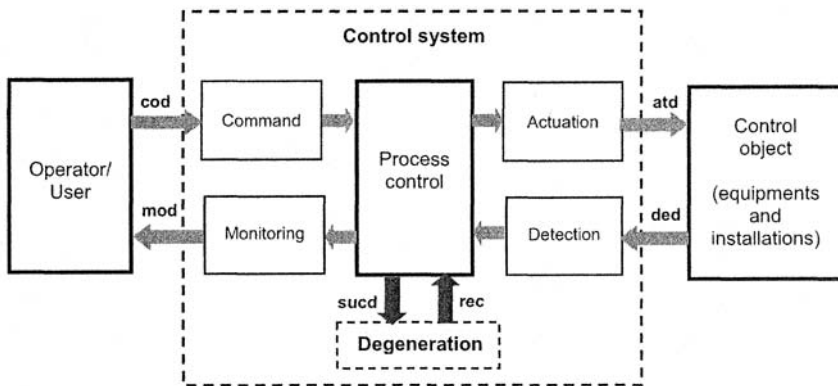 Control system
cod
Command
Actuation
atd
Operator/
User
Process
control
Control
object
(equipments
and
installations)
mod
Monitoring
Detection
ded
sucd
rec
Degeneration